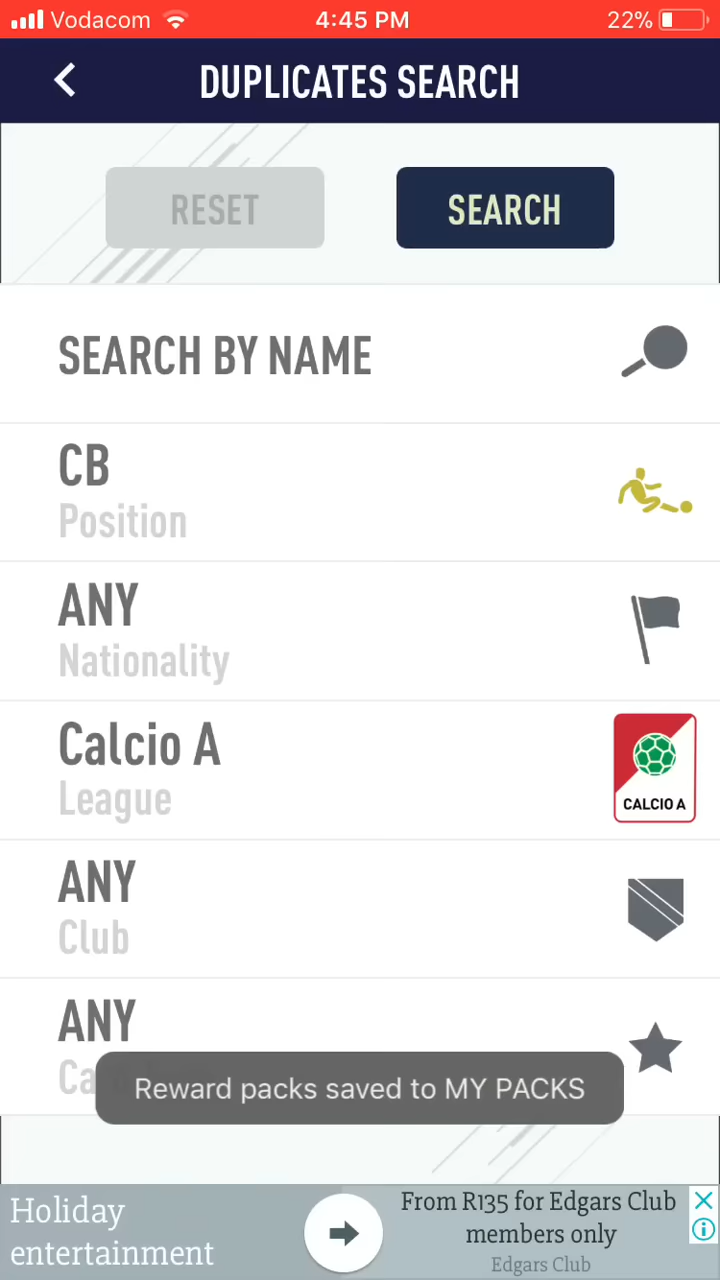 Vodacom 4:45 PM 22%
DUPLICATES SEARCH
RESET SEARCH
SEARCH BY NAME
CB
Position
ANY
Nationality
Calcio A
League
CALCIO A
ANY
Club
ANY
Reward packs saved to MY PACKS
Holiday
entertainment
From R135 for Edgars Club
members only
Edgars Club